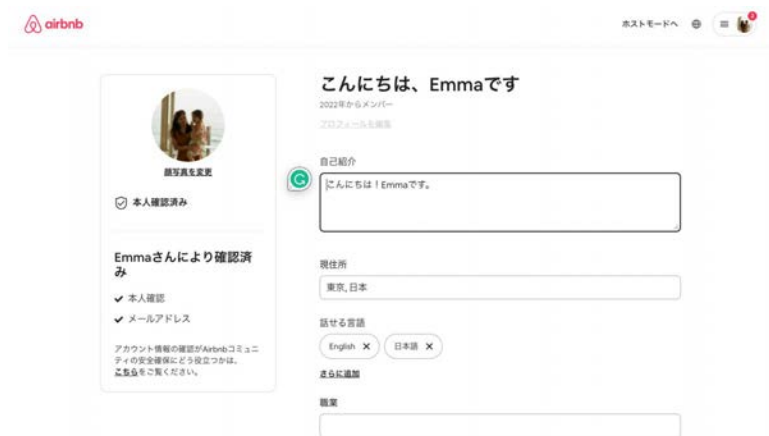 airbnb
ホストモードへ
2
顔写真を変更
本人確認済み
Emmaさんにより確認済
み
本人確認
メールアドレス
アカウント情報の確認がAirbnbコミュニ
ティの安全確保にどう役立つかは、
こちらをご覧ください。
こんにちは、Emmaです
2022年からメンバー
プロフィールを編集
自己紹介
こんにちは！Emmaです。
現住所
東京, 日本
話せる言語
English ×
日本語 ×
さらに追加
職業